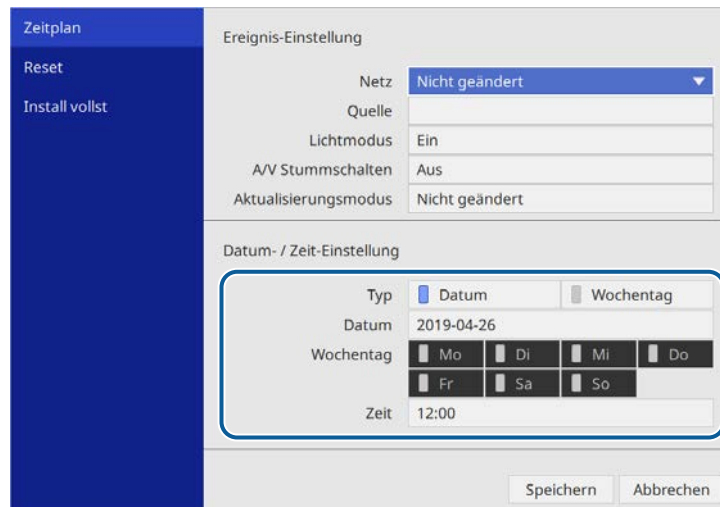 Zeitplan
Reset
Install vollst
Ereignis-Einstellung
Netz Nicht geändert
Quelle
Lichtmodus Ein
A/V Stummschalten Aus
Aktualisierungsmodus Nicht geändert
Datum- / Zeit-Einstellung
Typ Datum Wochentag
Datum 2019-04-26
Wochentag Mo Di Mi Do
Fr Sa So
Zeit 12:00
Speichern Abbrechen